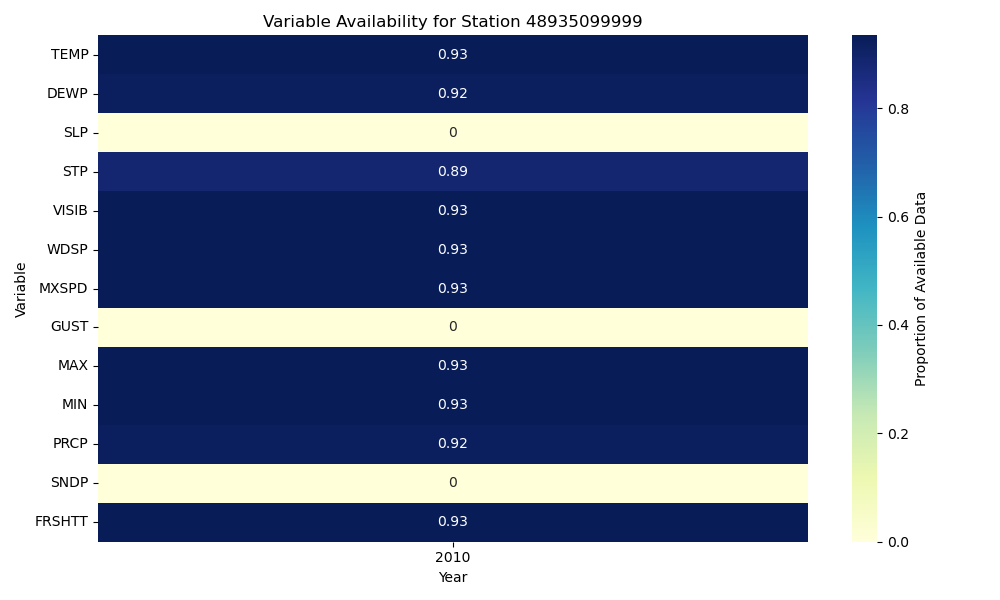 Variable Availability for Station 48935099999
Variable
TEMP 0.93
DEWP 0.92
SLP 0
STP 0.89
VISIB 0.93
WDSP 0.93
MXSPD 0.93
GUST 0
MAX 0.93
MIN 0.93
PRCP 0.92
SNDP 0
FRSHTT 0.93
2010
Year
0.8
0.6
0.4
0.2
0.0
Proportion of Available Data